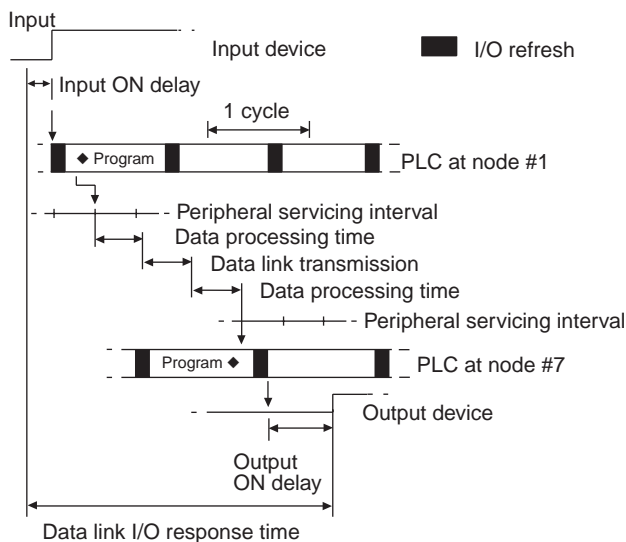 Input
Input device
I/O refresh
Input ON delay
1 cycle
Program
PLC at node #1
Peripheral servicing interval
Data processing time
Data link transmission
Data processing time
Peripheral servicing interval
Program
PLC at node #7
Output device
Output
ON delay
Data link I/O response time